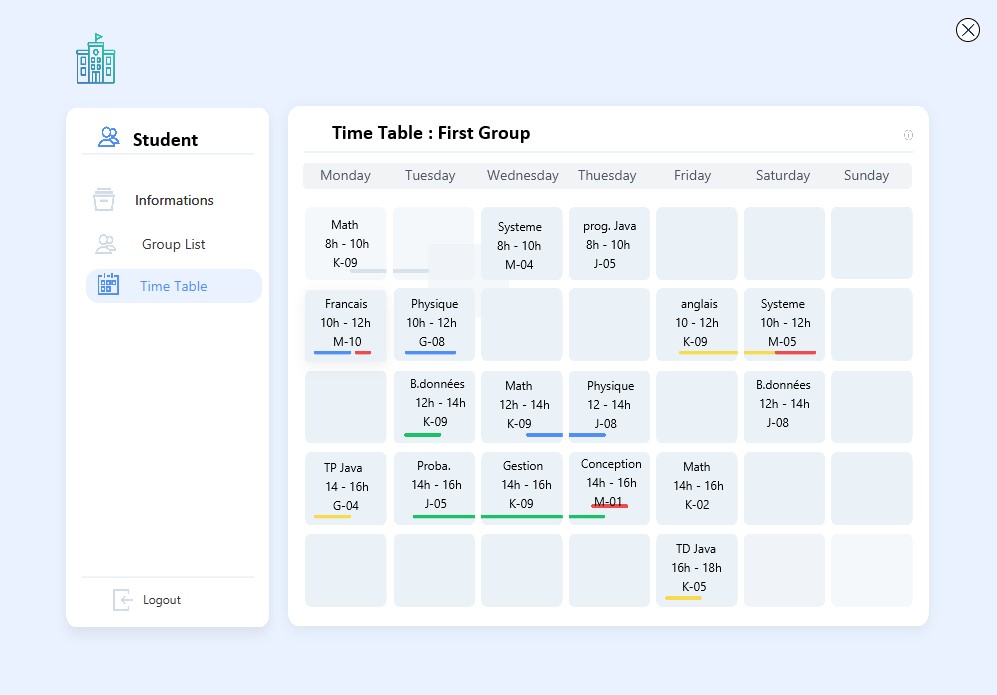 Student
Informations
Group List
Time Table
Logout
Time Table : First Group
Monday Tuesday Wednesday Thuesday Friday Saturday Sunday
Math
8h - 10h
K-09
Systeme
8h - 10h
M-04
prog. Java
8h - 10h
J-05
Francais
10h - 12h
M-10
Physique
10h - 12h
G-08
anglais
10 - 12h
K-09
Systeme
10h - 12h
M-05
B.données
12h - 14h
K-09
Math
12h - 14h
K-09
Physique
12 - 14h
J-08
B.données
12h - 14h
J-08
TP Java
14 - 16h
G-04
Proba.
14h - 16h
J-05
Gestion
14h - 16h
K-09
Conception
14h - 16h
M-01
Math
14h - 16h
K-02
TD Java
16h - 18h
K-05